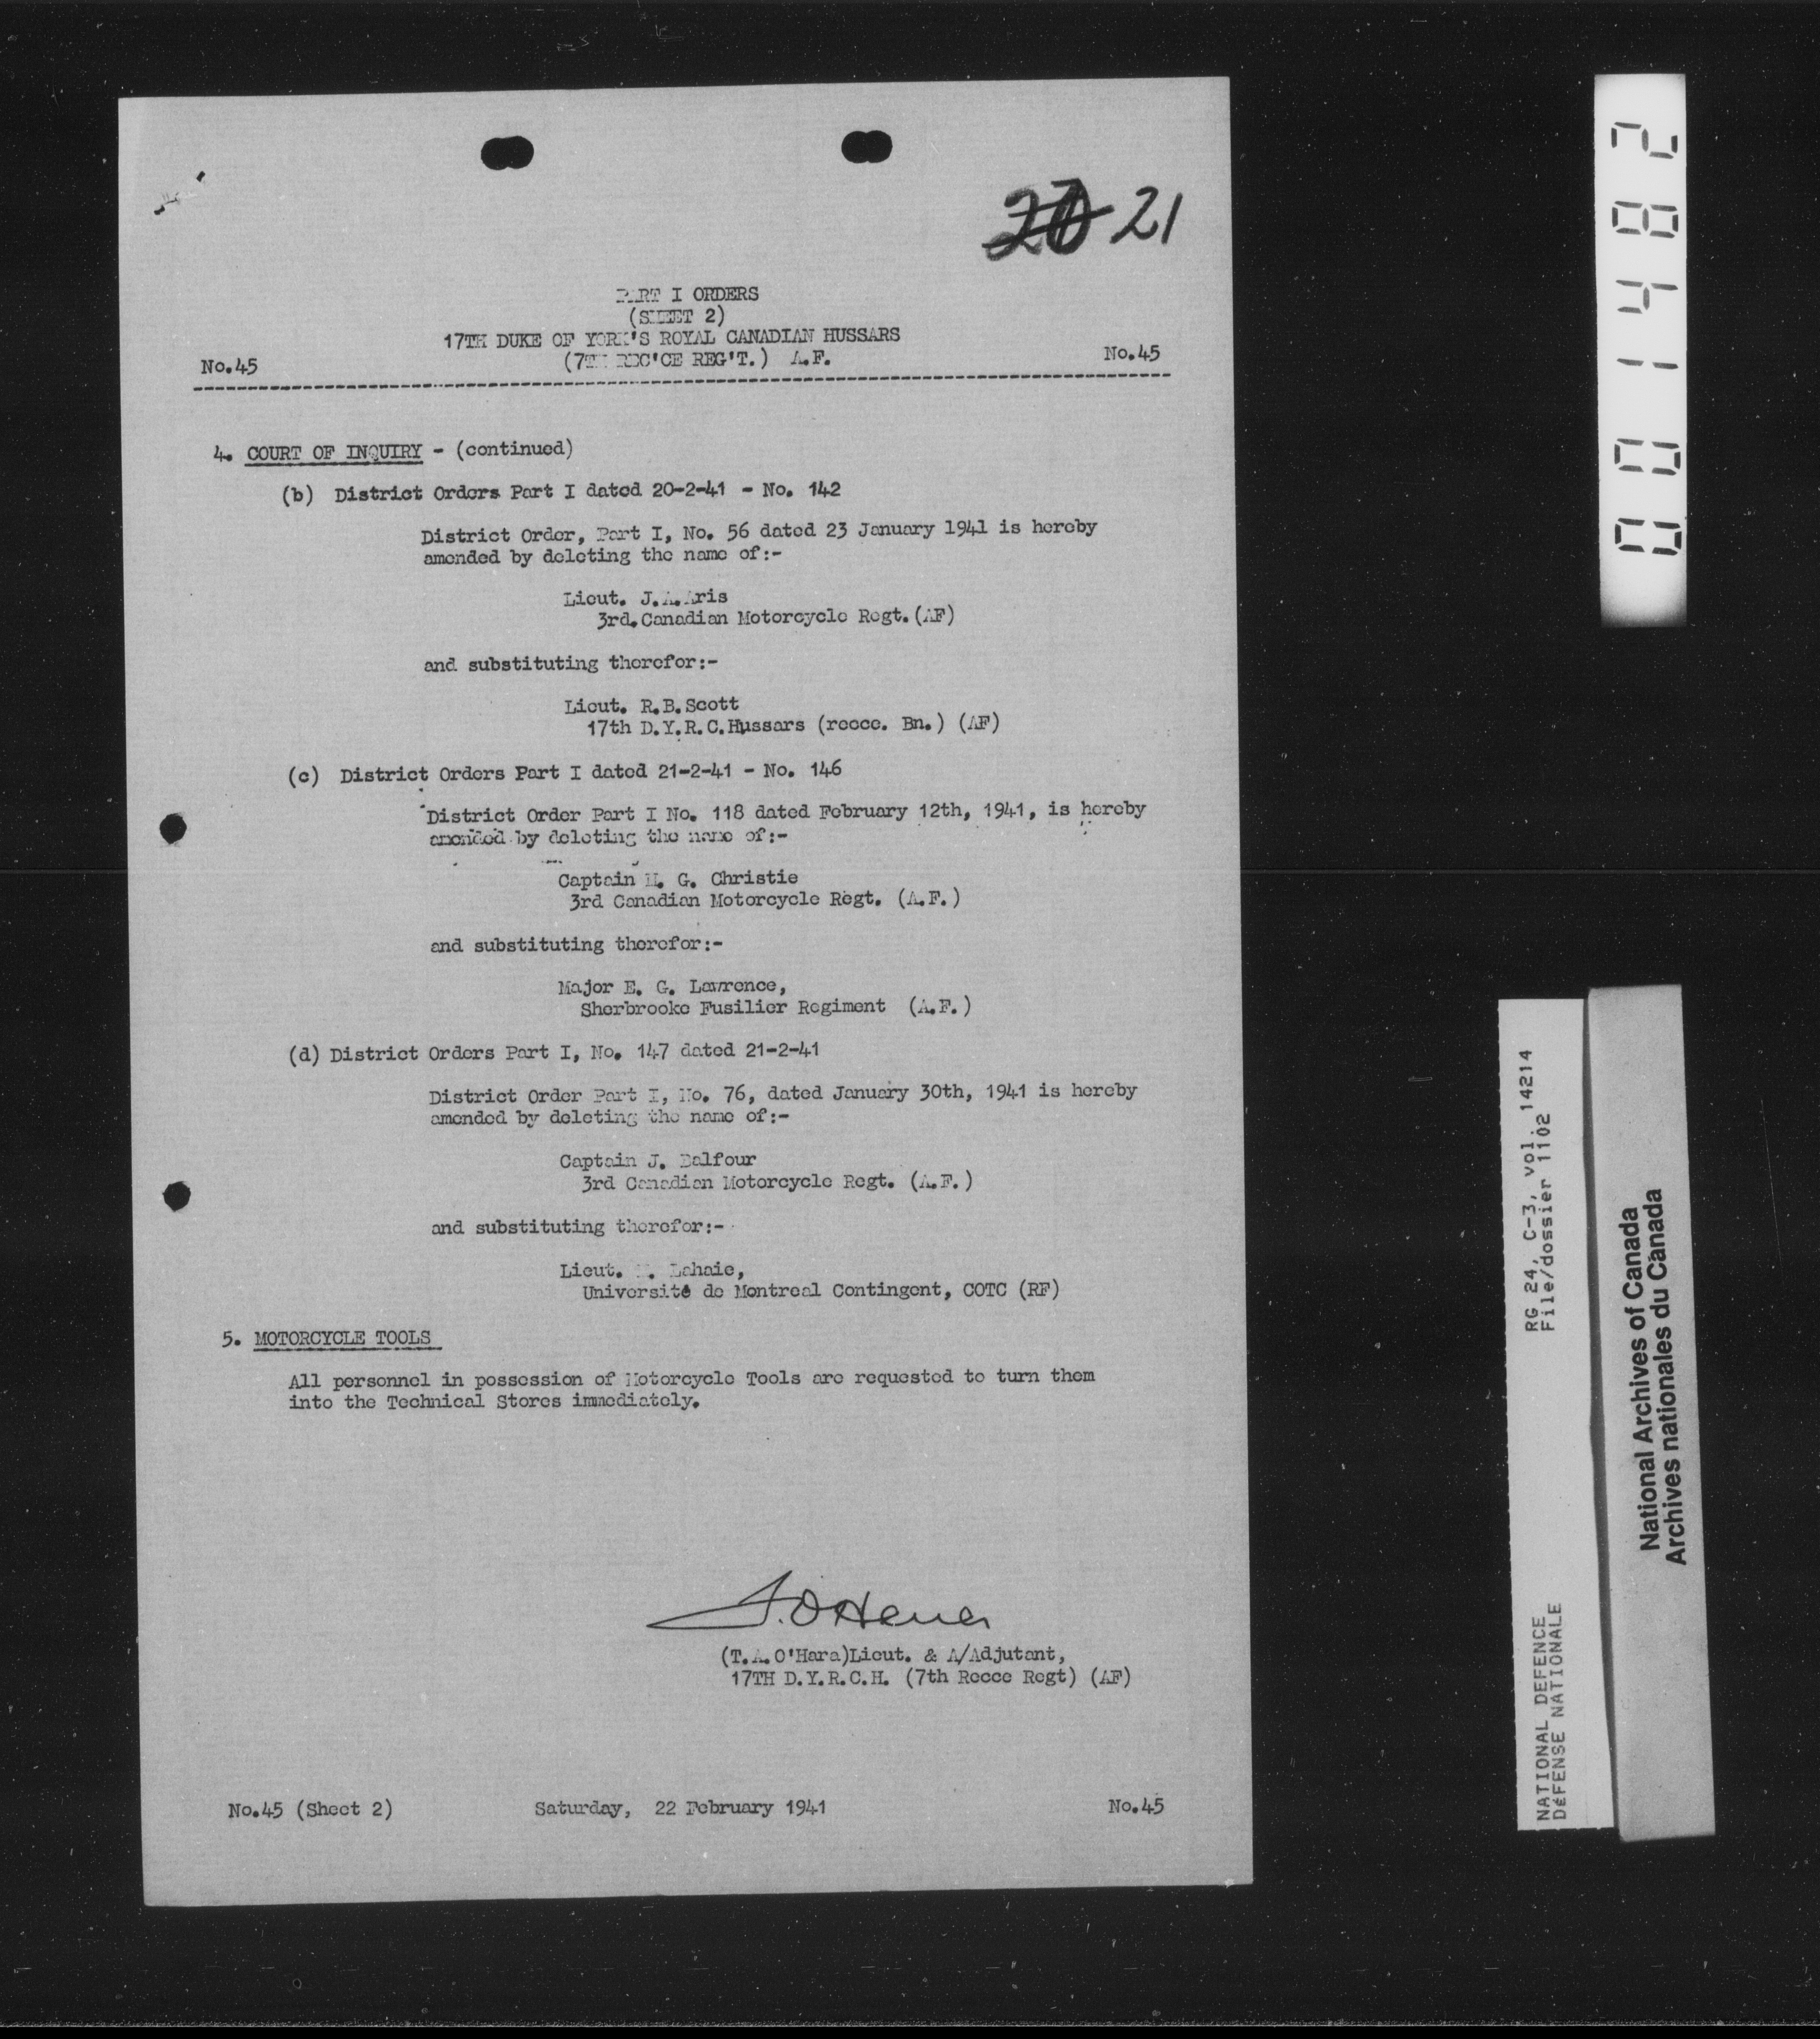 20 21
PART I ORDERS
(SHEET 2)
17TH DUKE OF YORK'S ROYAL CANADIAN HUSSARS
No.45 (7TH REC'CE REG'T.) A.F. No.45
4. COURT OF INQUIRY - (continued)
(b) District Orders Part I dated 20-2-41 - No. 142
District Order, Part I, No. 56 dated 23 January 1941 is hereby
amended by deleting the name of:-
Lieut. J.A.Aris
3rd.Canadian Motorcycle Regt.(AF)
and substituting therefor:-
Lieut. R.B.Scott
17th D.Y.R.C.Hussars (recce. Bn.) (AF)
(c) District Orders Part I dated 21-2-41 - No. 146
District Order Part I No. 118 dated February 12th, 1941, is hereby
amended by deleting the name of:-
Captain H. G. Christie
3rd Canadian Motorcycle Regt. (A.F.)
and substituting therefor:-
Major E. G. Lawrence,
Sherbrooke Fusilier Regiment (A.F.)
(d) District Orders Part I, No. 147 dated 21-2-41
District Order Part I, No. 76, dated January 30th, 1941 is hereby
amended by deleting the name of:-
Captain J. Balfour
3rd Canadian Motorcycle Regt. (A.F.)
and substituting therefor:-
Lieut. Lahaie,
Université de Montreal Contingent, COTC (RF)
5. MOTORCYCLE TOOLS
All personnel in possession of Motorcycle Tools are requested to turn them
into the Technical Stores immediately.
T.O'Hara
(T.A.O'Hara)Lieut. & A/Adjutant,
17TH D.Y.R.C.H. (7th Recce Regt) (AF)
No.45 (Sheet 2) Saturday, 22 February 1941 No.45
001482
RG 24, C-3, vol. 14214
File/dossier 1102
NATIONAL DEFENCE
DéFENSE NATIONALE
National Archives of Canada
Archives nationales du Canada